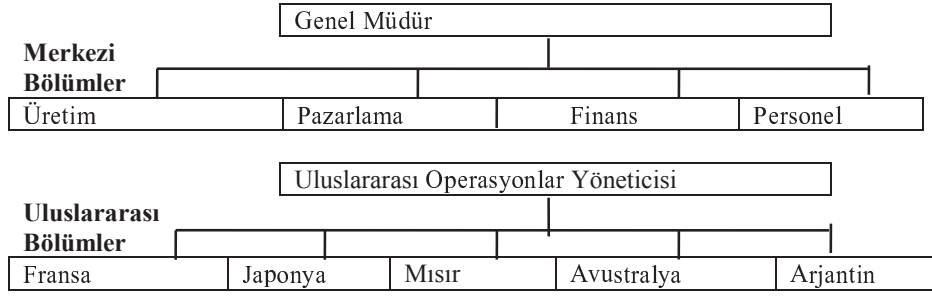 Genel Müdür
Merkezi
Bölümler
Üretim Pazarlama Finans Personel
Uluslararası Operasyonlar Yöneticisi
Uluslararası
Bölümler
Fransa Japonya Mısır Avustralya Arjantin